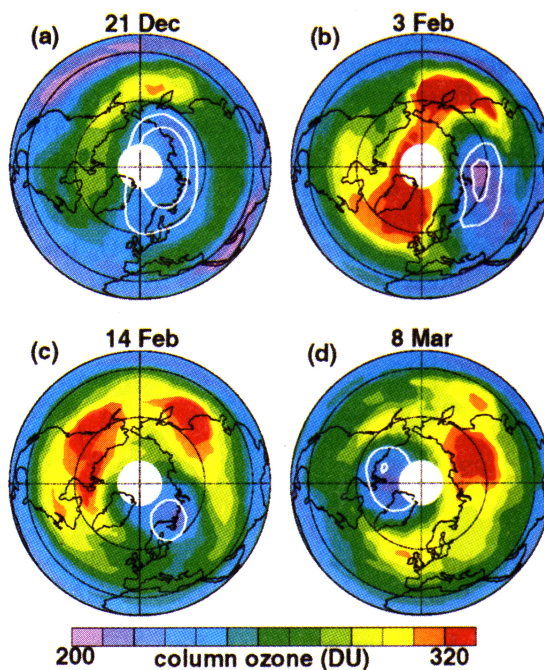 (a) 21 Dec
(b) 3 Feb
(c) 14 Feb
(d) 8 Mar
200 column ozone (DU) 320